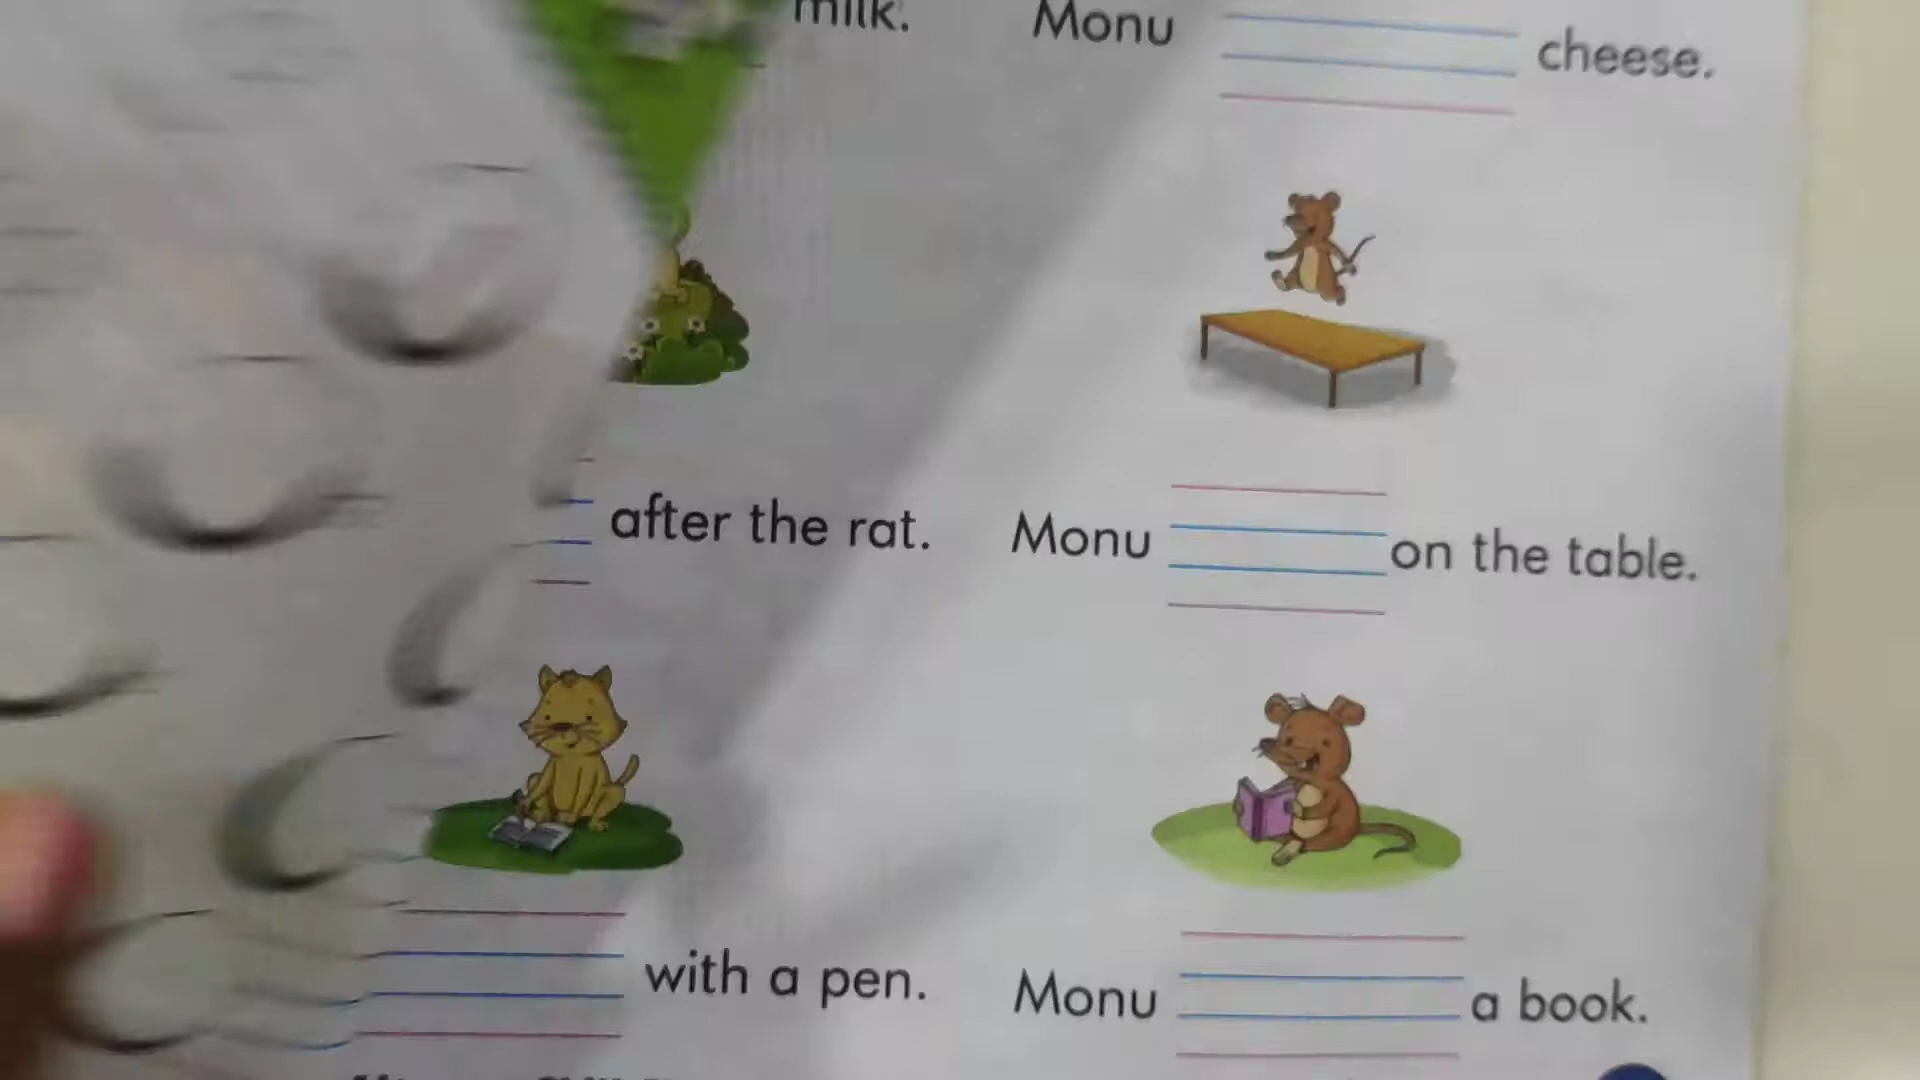 milk.
Monu cheese.
after the rat.
Monu on the table.
with a pen.
Monu a book.